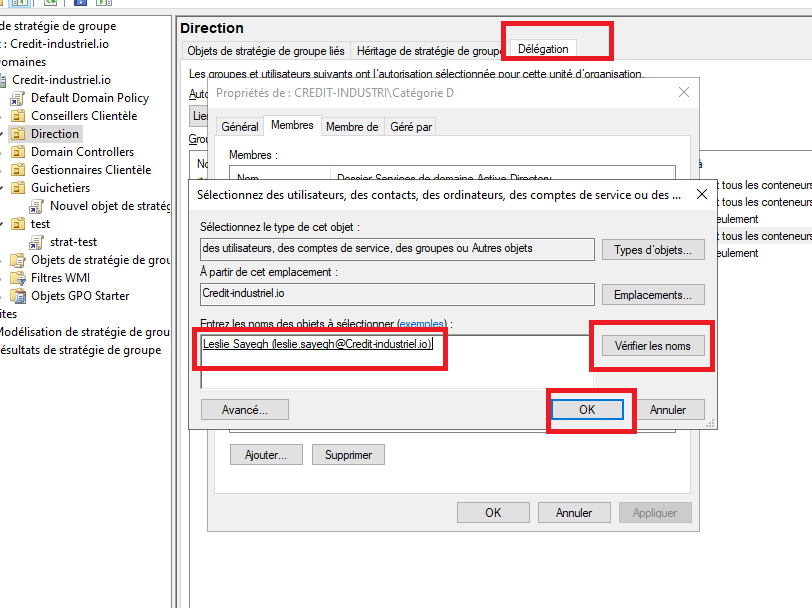 de stratégie de groupe
: Credit-industriel.io
omaines
Credit-industriel.io
Default Domain Policy
Conseillers Clientèle
Direction
Domain Controllers
Gestionnaires Clientèle
Guichetiers
Nouvel objet de stratég
test
strat-test
Objets de stratégie de grou
Filtres WMI
Objets GPO Starter
ites
Modélisation de stratégie de grou
ésultats de stratégie de groupe
Direction
Objets de stratégie de groupe liés
Héritage de stratégie de groupe
Délégation
Les groupes et utilisateurs suivants ont l'autorisation sélectionnée pour cette unité d'organisation.
Auto
Lier
Grou
No
Propriétés de : CREDIT-INDUSTRI\Catégorie D
Général
Membres
Membre de
Géré par
Membres :
Nom
Dossier Services de domaine Active Directory
Sélectionnez des utilisateurs, des contacts, des ordinateurs, des comptes de service ou des ...
Sélectionnez le type de cet objet :
des utilisateurs, des comptes de service, des groupes ou Autres objets
Types d'objets...
À partir de cet emplacement :
Credit-industriel.io
Emplacements...
Entrez les noms des objets à sélectionner (exemples) :
Leslie Sayegh (leslie.sayegh@Credit-industriel.io)
Vérifier les noms
Avancé...
OK
Annuler
Ajouter...
Supprimer
OK
Annuler
Appliquer
à
t tous les conteneurs
t tous les conteneurs
eulement
t tous les conteneurs
eulement